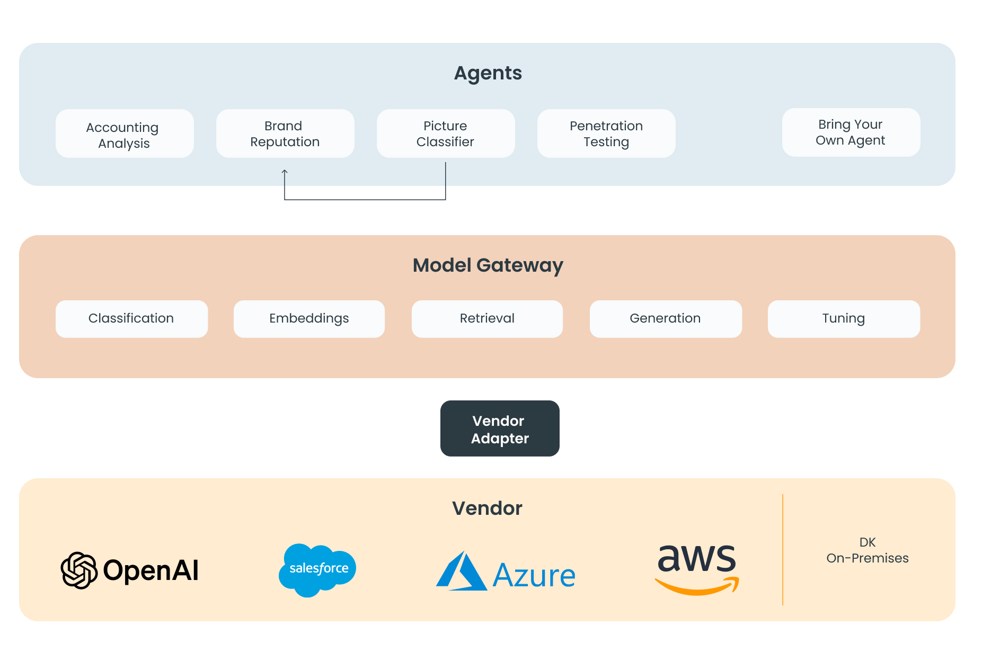 Agents
Accounting
Analysis
Brand
Reputation
Picture
Classifier
Penetration
Testing
Bring Your
Own Agent
Model Gateway
Classification
Embeddings
Retrieval
Generation
Tuning
Vendor
Adapter
Vendor
OpenAI
salesforce
Azure
aws
DK
On-Premises